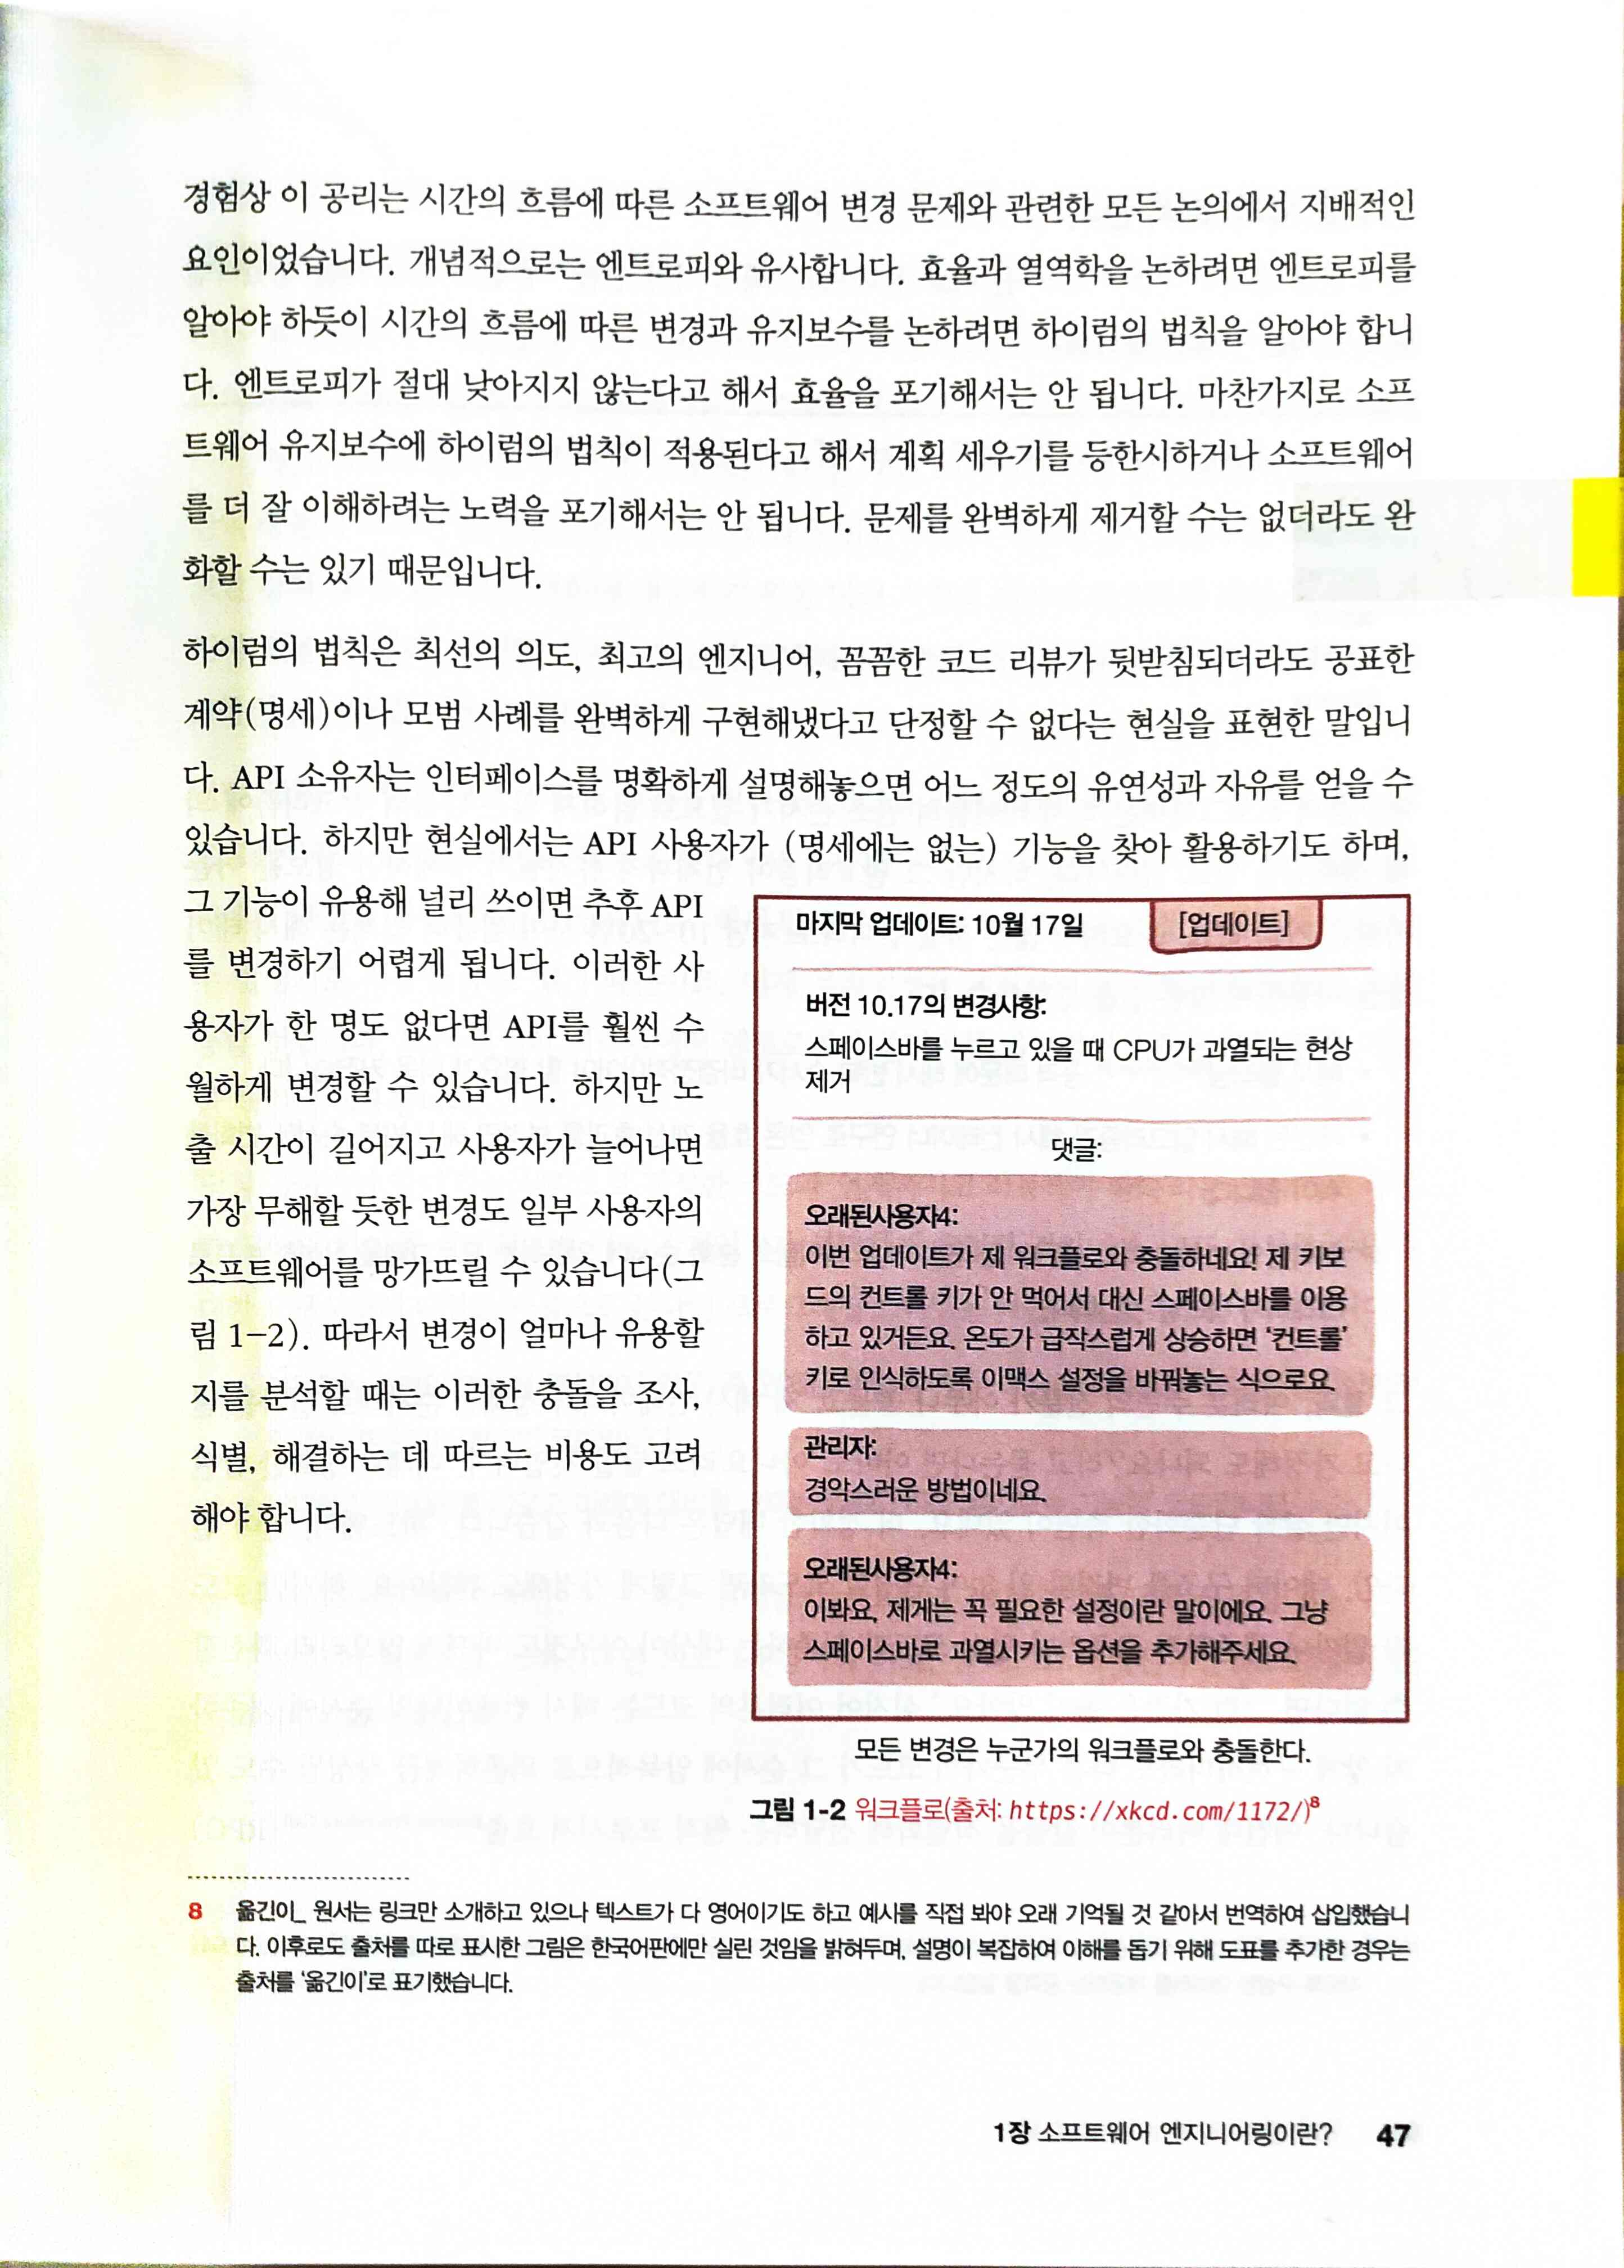 경험상 이 공리는 시간의 흐름에 따른 소프트웨어 변경 문제와 관련한 모든 논의에서 지배적인
요인이었습니다. 개념적으로는 엔트로피와 유사합니다. 효율과 열역학을 논하려면 엔트로피를
알아야 하듯이 시간의 흐름에 따른 변경과 유지보수를 논하려면 하이럼의 법칙을 알아야 합니
다. 엔트로피가 절대 낮아지지 않는다고 해서 효율을 포기해서는 안 됩니다. 마찬가지로 소프
트웨어 유지보수에 하이럼의 법칙이 적용된다고 해서 계획 세우기를 등한시하거나 소프트웨어
를 더 잘 이해하려는 노력을 포기해서는 안 됩니다. 문제를 완벽하게 제거할 수는 없더라도 완
화할 수는 있기 때문입니다.
하이럼의 법칙은 최선의 의도, 최고의 엔지니어, 꼼꼼한 코드 리뷰가 뒷받침되더라도 공표한
계약(명세)이나 모범 사례를 완벽하게 구현해냈다고 단정할 수 없다는 현실을 표현한 말입니
다. API 소유자는 인터페이스를 명확하게 설명해놓으면 어느 정도의 유연성과 자유를 얻을 수
있습니다. 하지만 현실에서는 API 사용자가 (명세에는 없는) 기능을 찾아 활용하기도 하며,
그 기능이 유용해 널리 쓰이면 추후 API
를 변경하기 어렵게 됩니다. 이러한 사
용자가 한 명도 없다면 API를 훨씬 수
월하게 변경할 수 있습니다. 하지만 노
출 시간이 길어지고 사용자가 늘어나면
가장 무해할 듯한 변경도 일부 사용자의
소프트웨어를 망가뜨릴 수 있습니다(그
림 1-2). 따라서 변경이 얼마나 유용할
지를 분석할 때는 이러한 충돌을 조사,
식별, 해결하는 데 따르는 비용도 고려
해야 합니다.
마지막 업데이트: 10월 17일 [업데이트]
버전 10.17의 변경사항:
스페이스바를 누르고 있을 때 CPU가 과열되는 현상
제거
댓글:
오래된사용자4:
이번 업데이트가 제 워크플로와 충돌하네요! 제 키보
드의 컨트롤 키가 안 먹어서 대신 스페이스바를 이용
하고 있거든요. 온도가 급작스럽게 상승하면 ‘컨트롤’
키로 인식하도록 이맥스 설정을 바꿔놓는 식으로요.
관리자:
경악스러운 방법이네요.
오래된사용자4:
이봐요, 제게는 꼭 필요한 설정이란 말이에요. 그냥
스페이스바로 과열시키는 옵션을 추가해주세요.
모든 변경은 누군가의 워크플로와 충돌한다.
그림 1-2 워크플로(출처: https://xkcd.com/1172/)8
8 옮긴이_ 원서는 링크만 소개하고 있으나 텍스트가 다 영어이기도 하고 예시를 직접 봐야 오래 기억될 것 같아서 번역하여 삽입했습니
다. 이후로도 출처를 따로 표시한 그림은 한국어판에만 실린 것임을 밝혀두며, 설명이 복잡하여 이해를 돕기 위해 도표를 추가한 경우는
출처를 ‘옮긴이’로 표기했습니다.
1장 소프트웨어 엔지니어링이란? 47